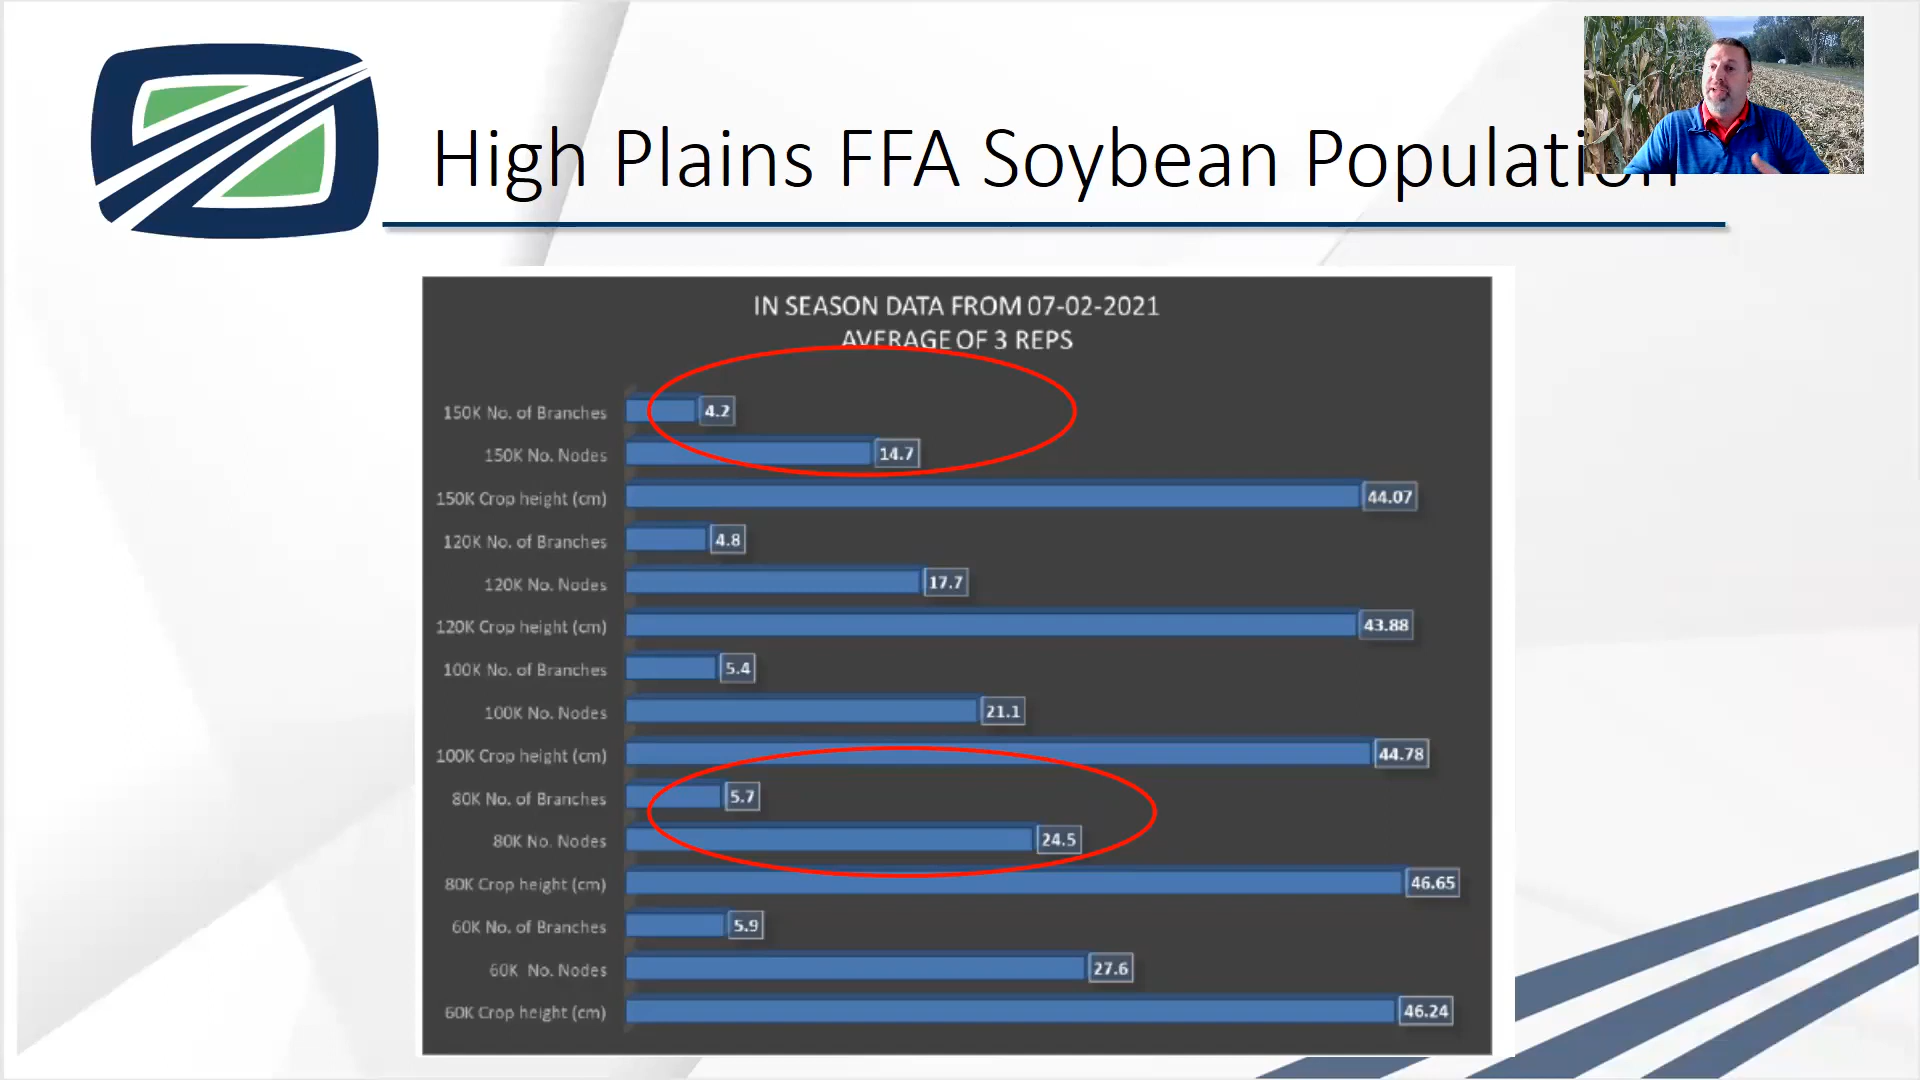 High Plains FFA Soybean Population
IN SEASON DATA FROM 07-02-2021
AVERAGE OF 3 REPS
150K No. of Branches 4.2
150K No. Nodes 14.7
150K Crop height (cm) 44.07
120K No. of Branches 4.8
120K No. Nodes 17.7
120K Crop height (cm) 43.88
100K No. of Branches 5.4
100K No. Nodes 21.1
100K Crop height (cm) 44.78
80K No. of Branches 5.7
80K No. Nodes 24.5
80K Crop height (cm) 46.65
60K No. of Branches 5.9
60K No. Nodes 27.6
60K Crop height (cm) 46.24